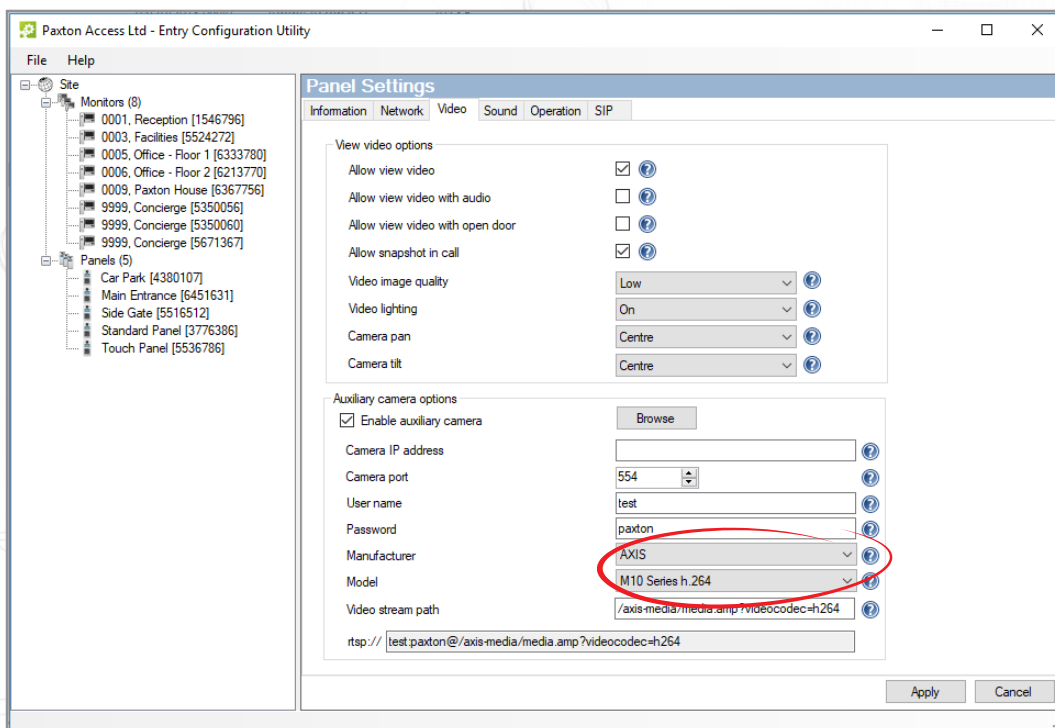 Paxton Access Ltd - Entry Configuration Utility
File Help
Site
Monitors (8)
0001, Reception [1546796]
0003, Facilities [5524272]
0005, Office - Floor 1 [6333780]
0006, Office - Floor 2 [6213770]
0009, Paxton House [6367756]
9999, Concierge [5350056]
9999, Concierge [5350060]
9999, Concierge [5671367]
Panels (5)
Car Park [4380107]
Main Entrance [6451631]
Side Gate [5516512]
Standard Panel [3776386]
Touch Panel [5536786]
Panel Settings
Information Network Video Sound Operation SIP
View video options
Allow view video
Allow view video with audio
Allow view video with open door
Allow snapshot in call
Video image quality Low
Video lighting On
Camera pan Centre
Camera tilt Centre
Auxiliary camera options
Enable auxiliary camera Browse
Camera IP address
Camera port 554
User name test
Password paxton
Manufacturer AXIS
Model M10 Series h.264
Video stream path /axis-media/media.amp?videocodec=h264
rtsp:// test:paxton@/axis-media/media.amp?videocodec=h264
Apply Cancel